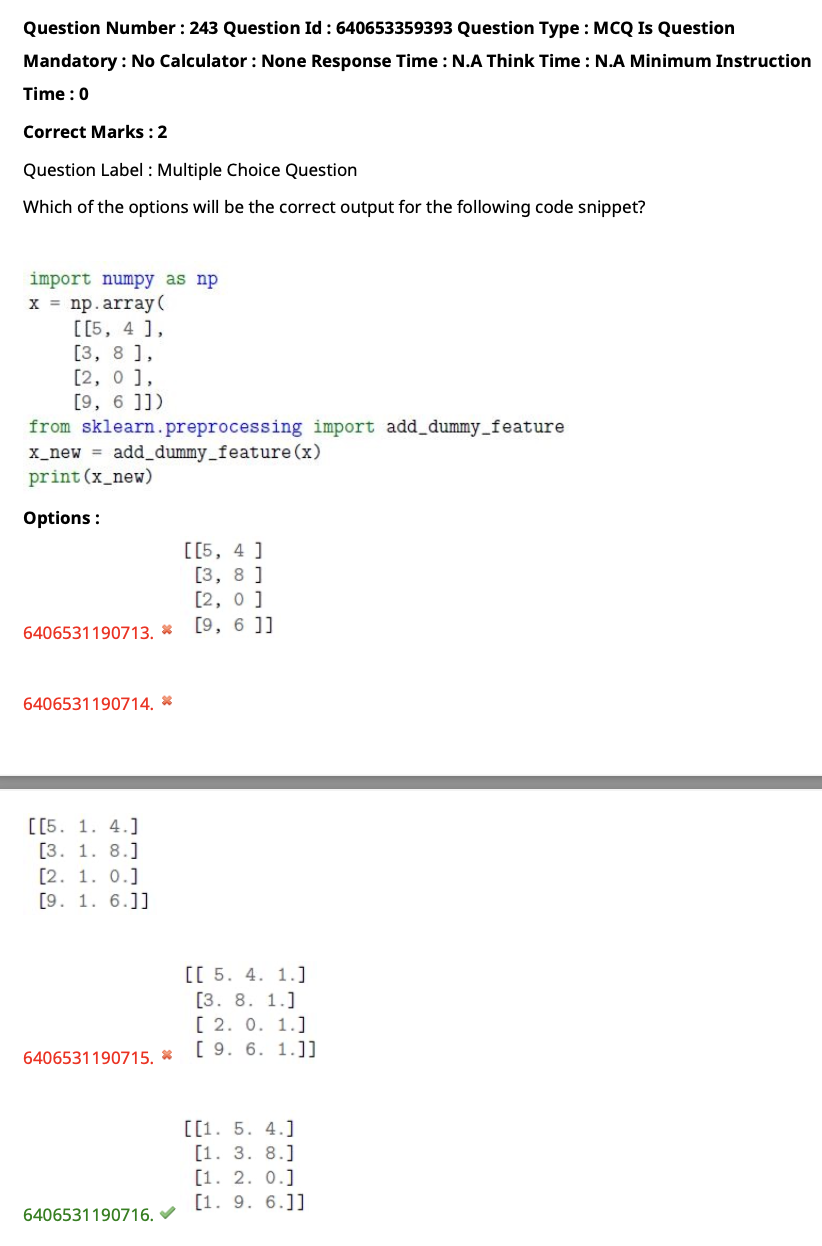 Question Number : 243 Question Id : 640653359393 Question Type : MCQ Is Question
Mandatory : No Calculator : None Response Time : N.A Think Time : N.A Minimum Instruction
Time : 0
Correct Marks : 2
Question Label : Multiple Choice Question
Which of the options will be the correct output for the following code snippet?
import numpy as np
x = np.array(
[[5, 4 ],
[3, 8 ],
[2, 0 ],
[9, 6 ]])
from sklearn.preprocessing import add_dummy_feature
x_new = add_dummy_feature(x)
print(x_new)
Options :
[[5, 4 ]
[3, 8 ]
[2, 0 ]
[9, 6 ]]
6406531190713. ✖
6406531190714. ✖
[[5. 1. 4.]
[3. 1. 8.]
[2. 1. 0.]
[9. 1. 6.]]
[[ 5. 4. 1.]
[3. 8. 1.]
[ 2. 0. 1.]
[ 9. 6. 1.]]
6406531190715. ✖
[[1. 5. 4.]
[1. 3. 8.]
[1. 2. 0.]
[1. 9. 6.]]
6406531190716. ✔